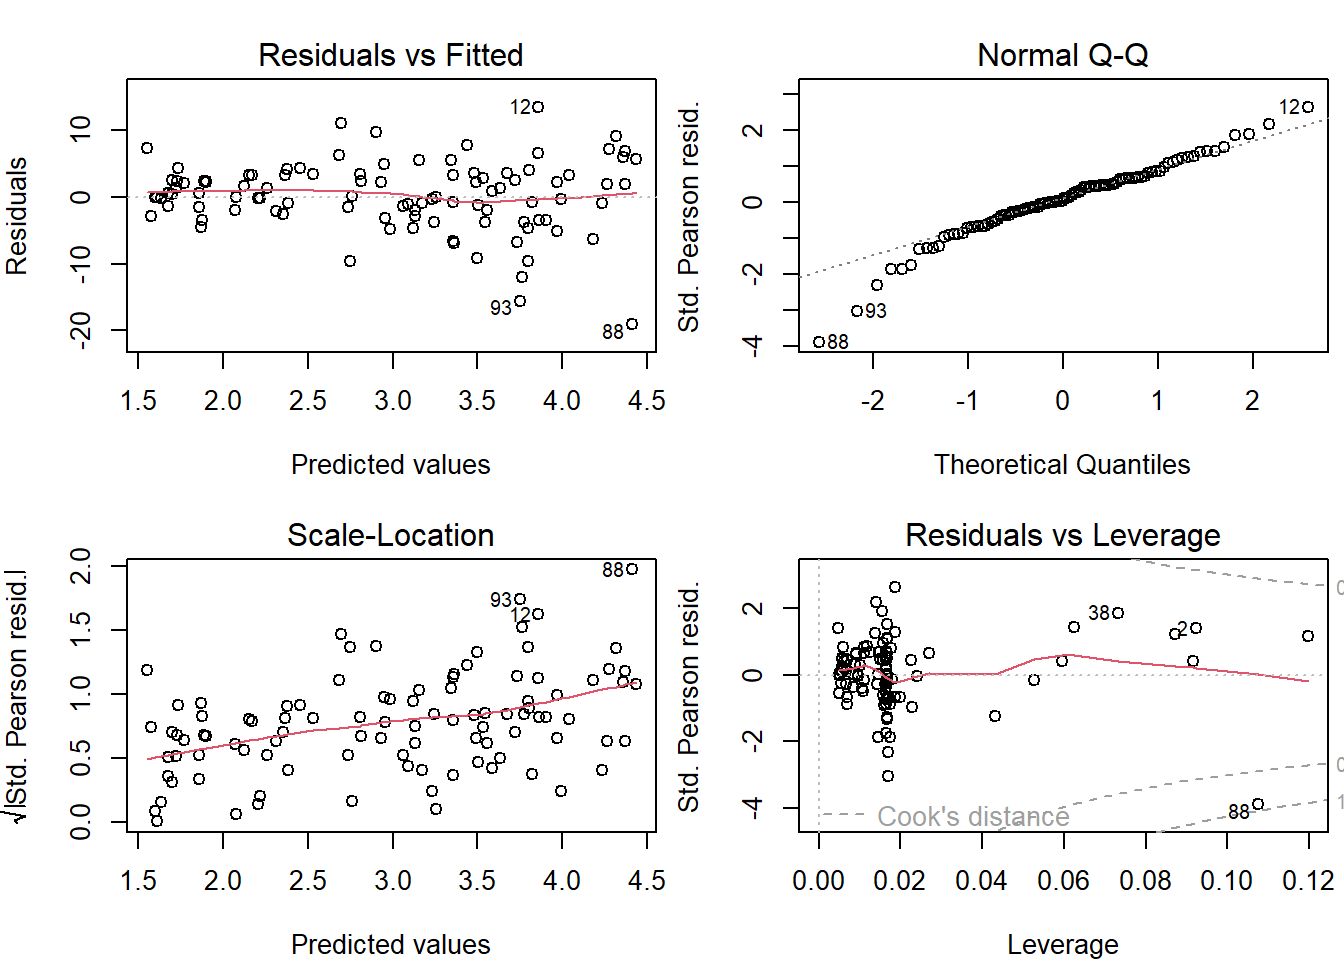 Residuals vs Fitted
Residuals
10
0
-10
-20
12
93
88
1.5 2.0 2.5 3.0 3.5 4.0 4.5
Predicted values
Normal Q-Q
Std. Pearson resid.
2
0
-2
-4
12
93
88
-2 -1 0 1 2
Theoretical Quantiles
Scale-Location
√|Std. Pearson resid.|
2.0
1.5
1.0
0.5
0.0
88
93
12
1.5 2.0 2.5 3.0 3.5 4.0 4.5
Predicted values
Residuals vs Leverage
Std. Pearson resid.
2
0
-2
-4
38
2
88
Cook's distance
0.00 0.02 0.04 0.06 0.08 0.10 0.12
Leverage